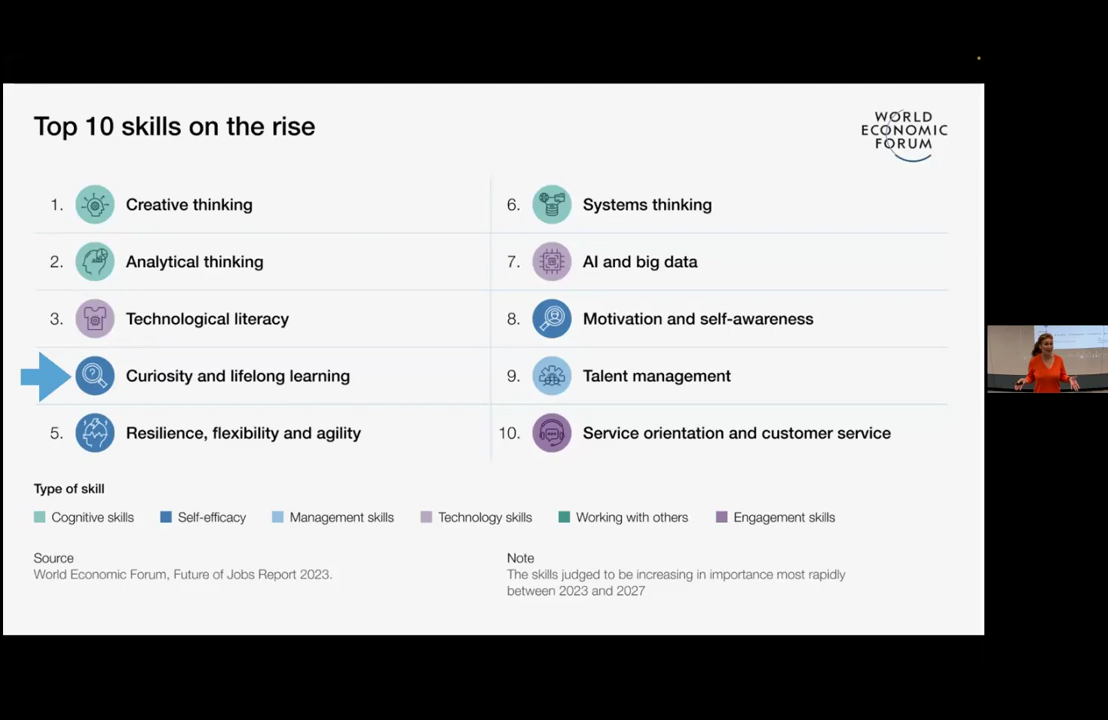 Top 10 skills on the rise
WORLD
ECONOMIC
FORUM
1. Creative thinking
2. Analytical thinking
3. Technological literacy
Curiosity and lifelong learning
5. Resilience, flexibility and agility
6. Systems thinking
7. AI and big data
8. Motivation and self-awareness
9. Talent management
10. Service orientation and customer service
Type of skill
Cognitive skills Self-efficacy Management skills Technology skills Working with others Engagement skills
Source
World Economic Forum, Future of Jobs Report 2023.
Note
The skills judged to be increasing in importance most rapidly
between 2023 and 2027